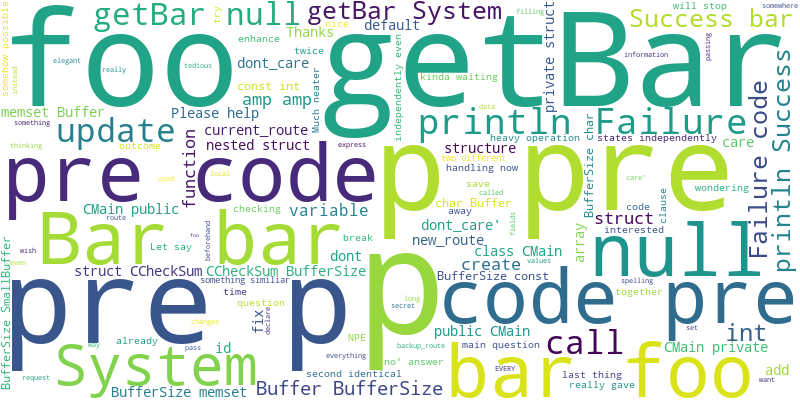 somehow possible
foo
getBar null
try
nice
getBar System
Thanks
default
enhance
twice
filling
will stop
somewhere
Success bar
getBar
private struct
elegant
instead
really
tedious
dont_care
const int
amp amp
Much neater
independently even
kinda waiting
information
passing
memset Buffer
Please help
println Failure
data
something
update
function
current_route
nested struct
express
heavy operation
states independently
BufferSize char
care
Failure code
println Success
thinking
outcome
structure
two different
handling now
wondering
pre code
p pre
used
local
save
called
char Buffer
care'
clause
CMain public
checking
variable
away
dont_care'
struct
code
array
interested
route
foo
Bar bar
beforehand
break
new_route
fields
null
BufferSize SmallBuffer
wish
Let say
dont
class CMain
even
struct CCheckSum
CCheckSum BufferSize
create
values
together
spelling
something similiar
BufferSize const
time
long
secret
pre p
p
code pre
set
question
fix
declare
already
id
NPE
public CMain
int
changes
way
pass
backup_route
main question
call
CMain private
System
everything
no' answer
request
second identical
EVERY
last thing
add
BufferSize memset
Buffer BufferSize
bar foo
really gave
want